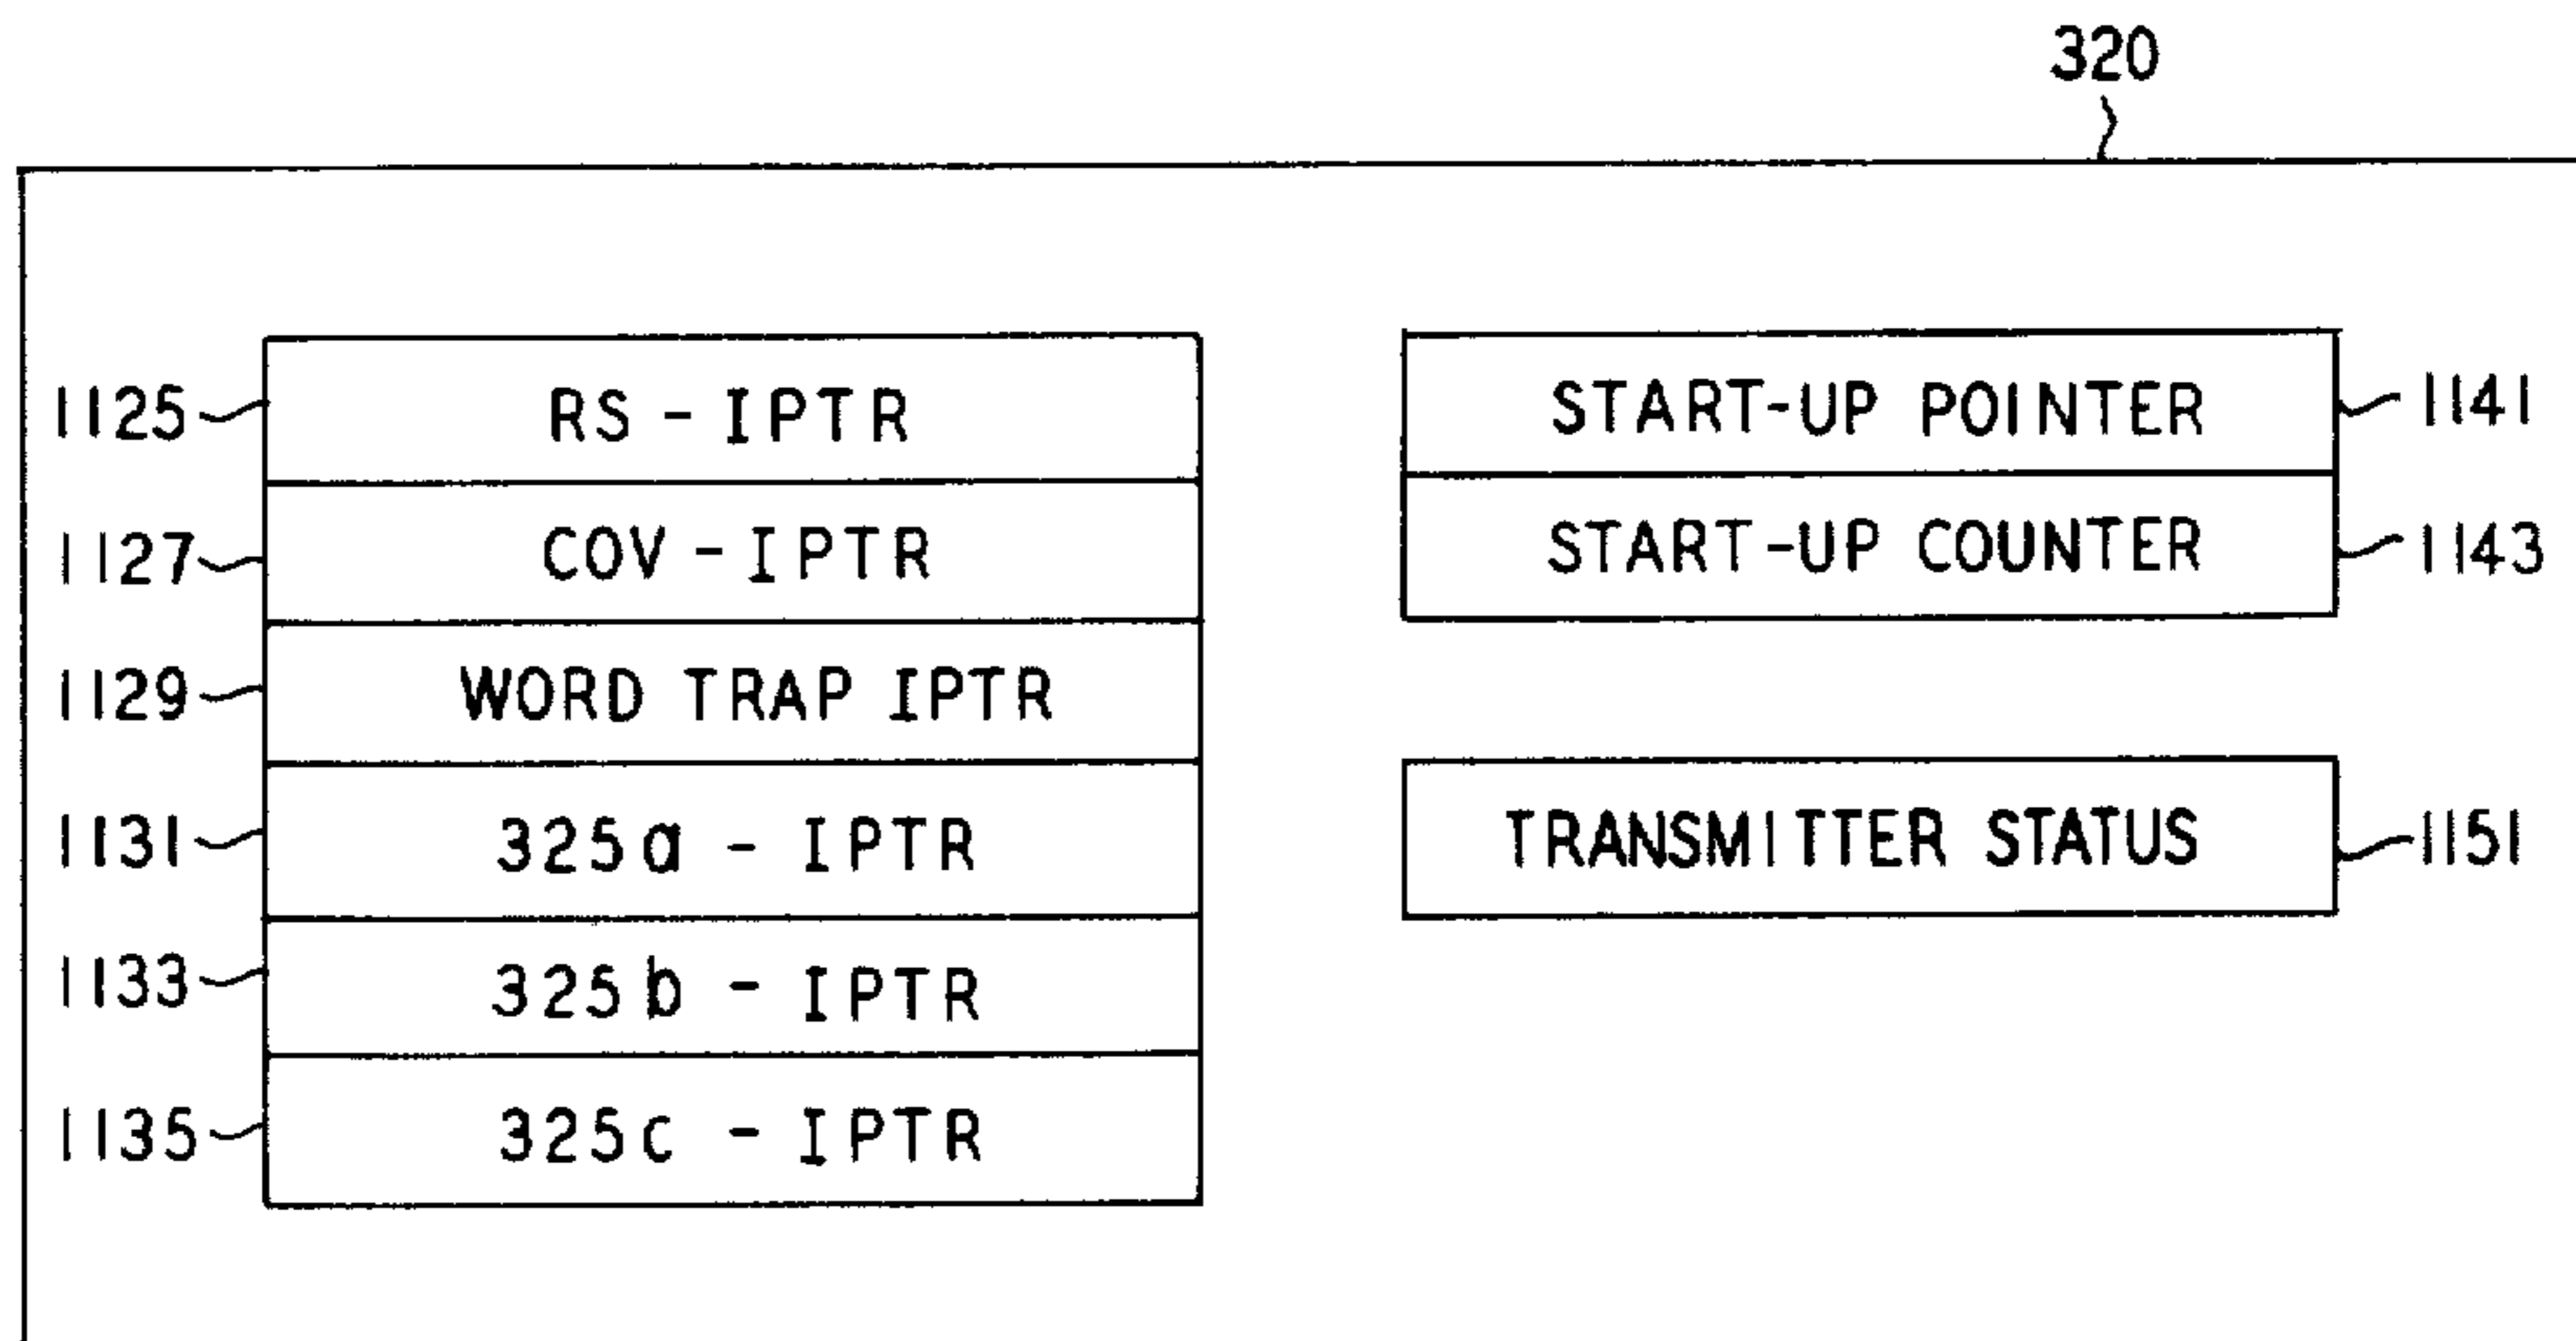 320
1125 RS - IPTR
1127 COV - IPTR
1129 WORD TRAP IPTR
1131 325a - IPTR
1133 325b - IPTR
1135 325c - IPTR
START-UP POINTER 1141
START-UP COUNTER 1143
TRANSMITTER STATUS 1151